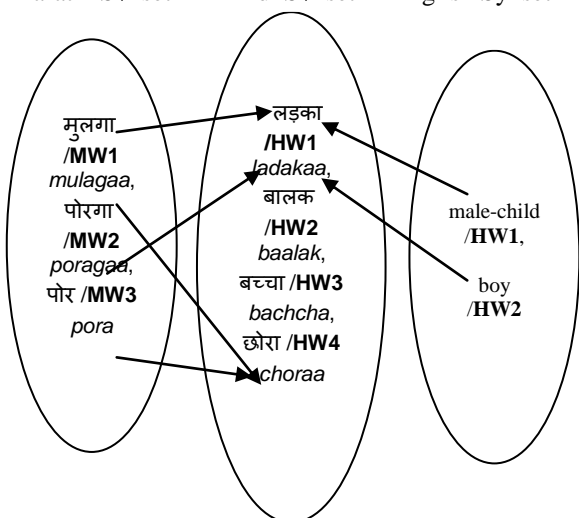 मुलगा
/MW1
mulagaa,
पोरगा
/MW2
poragaa,
पोर /MW3
pora
लड़का
/HW1
ladakaa,
बालक
/HW2
baalak,
बच्चा /HW3
bachcha,
छोरा /HW4
choraa
male-child
/HW1,
boy
/HW2